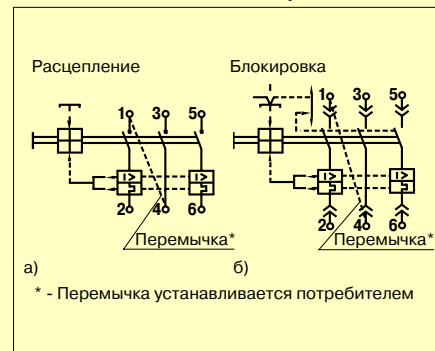 Расцепление Блокировка
1 3 5 1 3 5
I> I> I> I>
2 4 6 2 4 6
Перемычка* Перемычка*
а) б)
* - Перемычка устанавливается потребителем